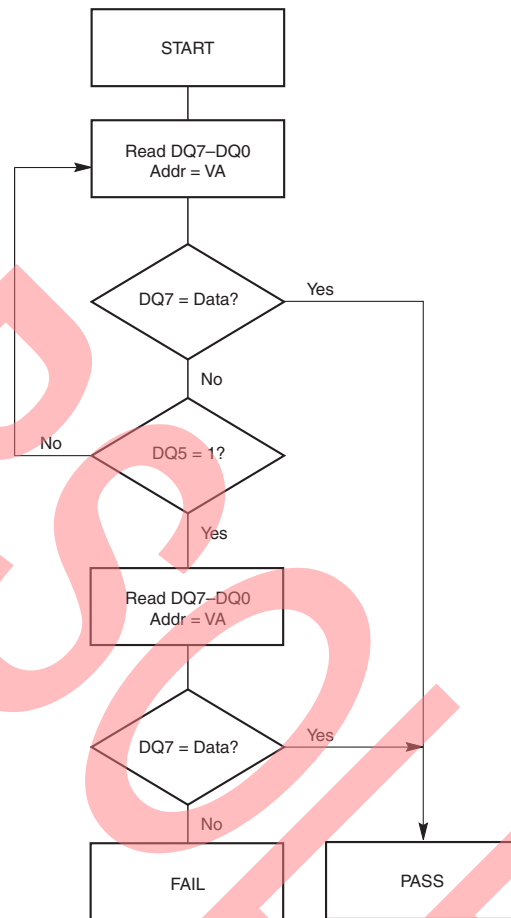 START
Read DQ7–DQ0
Addr = VA
DQ7 = Data?
Yes
No
DQ5 = 1?
No
Yes
Read DQ7–DQ0
Addr = VA
DQ7 = Data?
Yes
No
FAIL
PASS